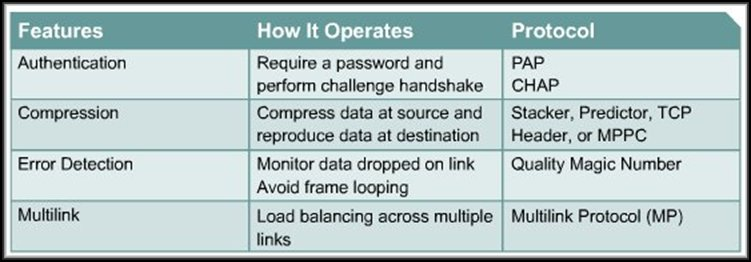 Features How It Operates Protocol
Authentication Require a password and PAP
perform challenge handshake CHAP
Compression Compress data at source and Stacker, Predictor, TCP
reproduce data at destination Header, or MPPC
Error Detection Monitor data dropped on link Quality Magic Number
Avoid frame looping
Multilink Load balancing across multiple Multilink Protocol (MP)
links